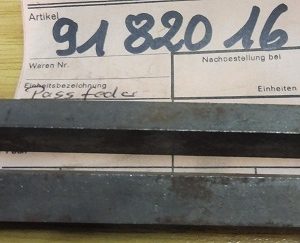 Artikel
91 820 16
Waren Nr.
Nachbestellung bei
Einheitsbezeichnung
Einheiten
Passfeder